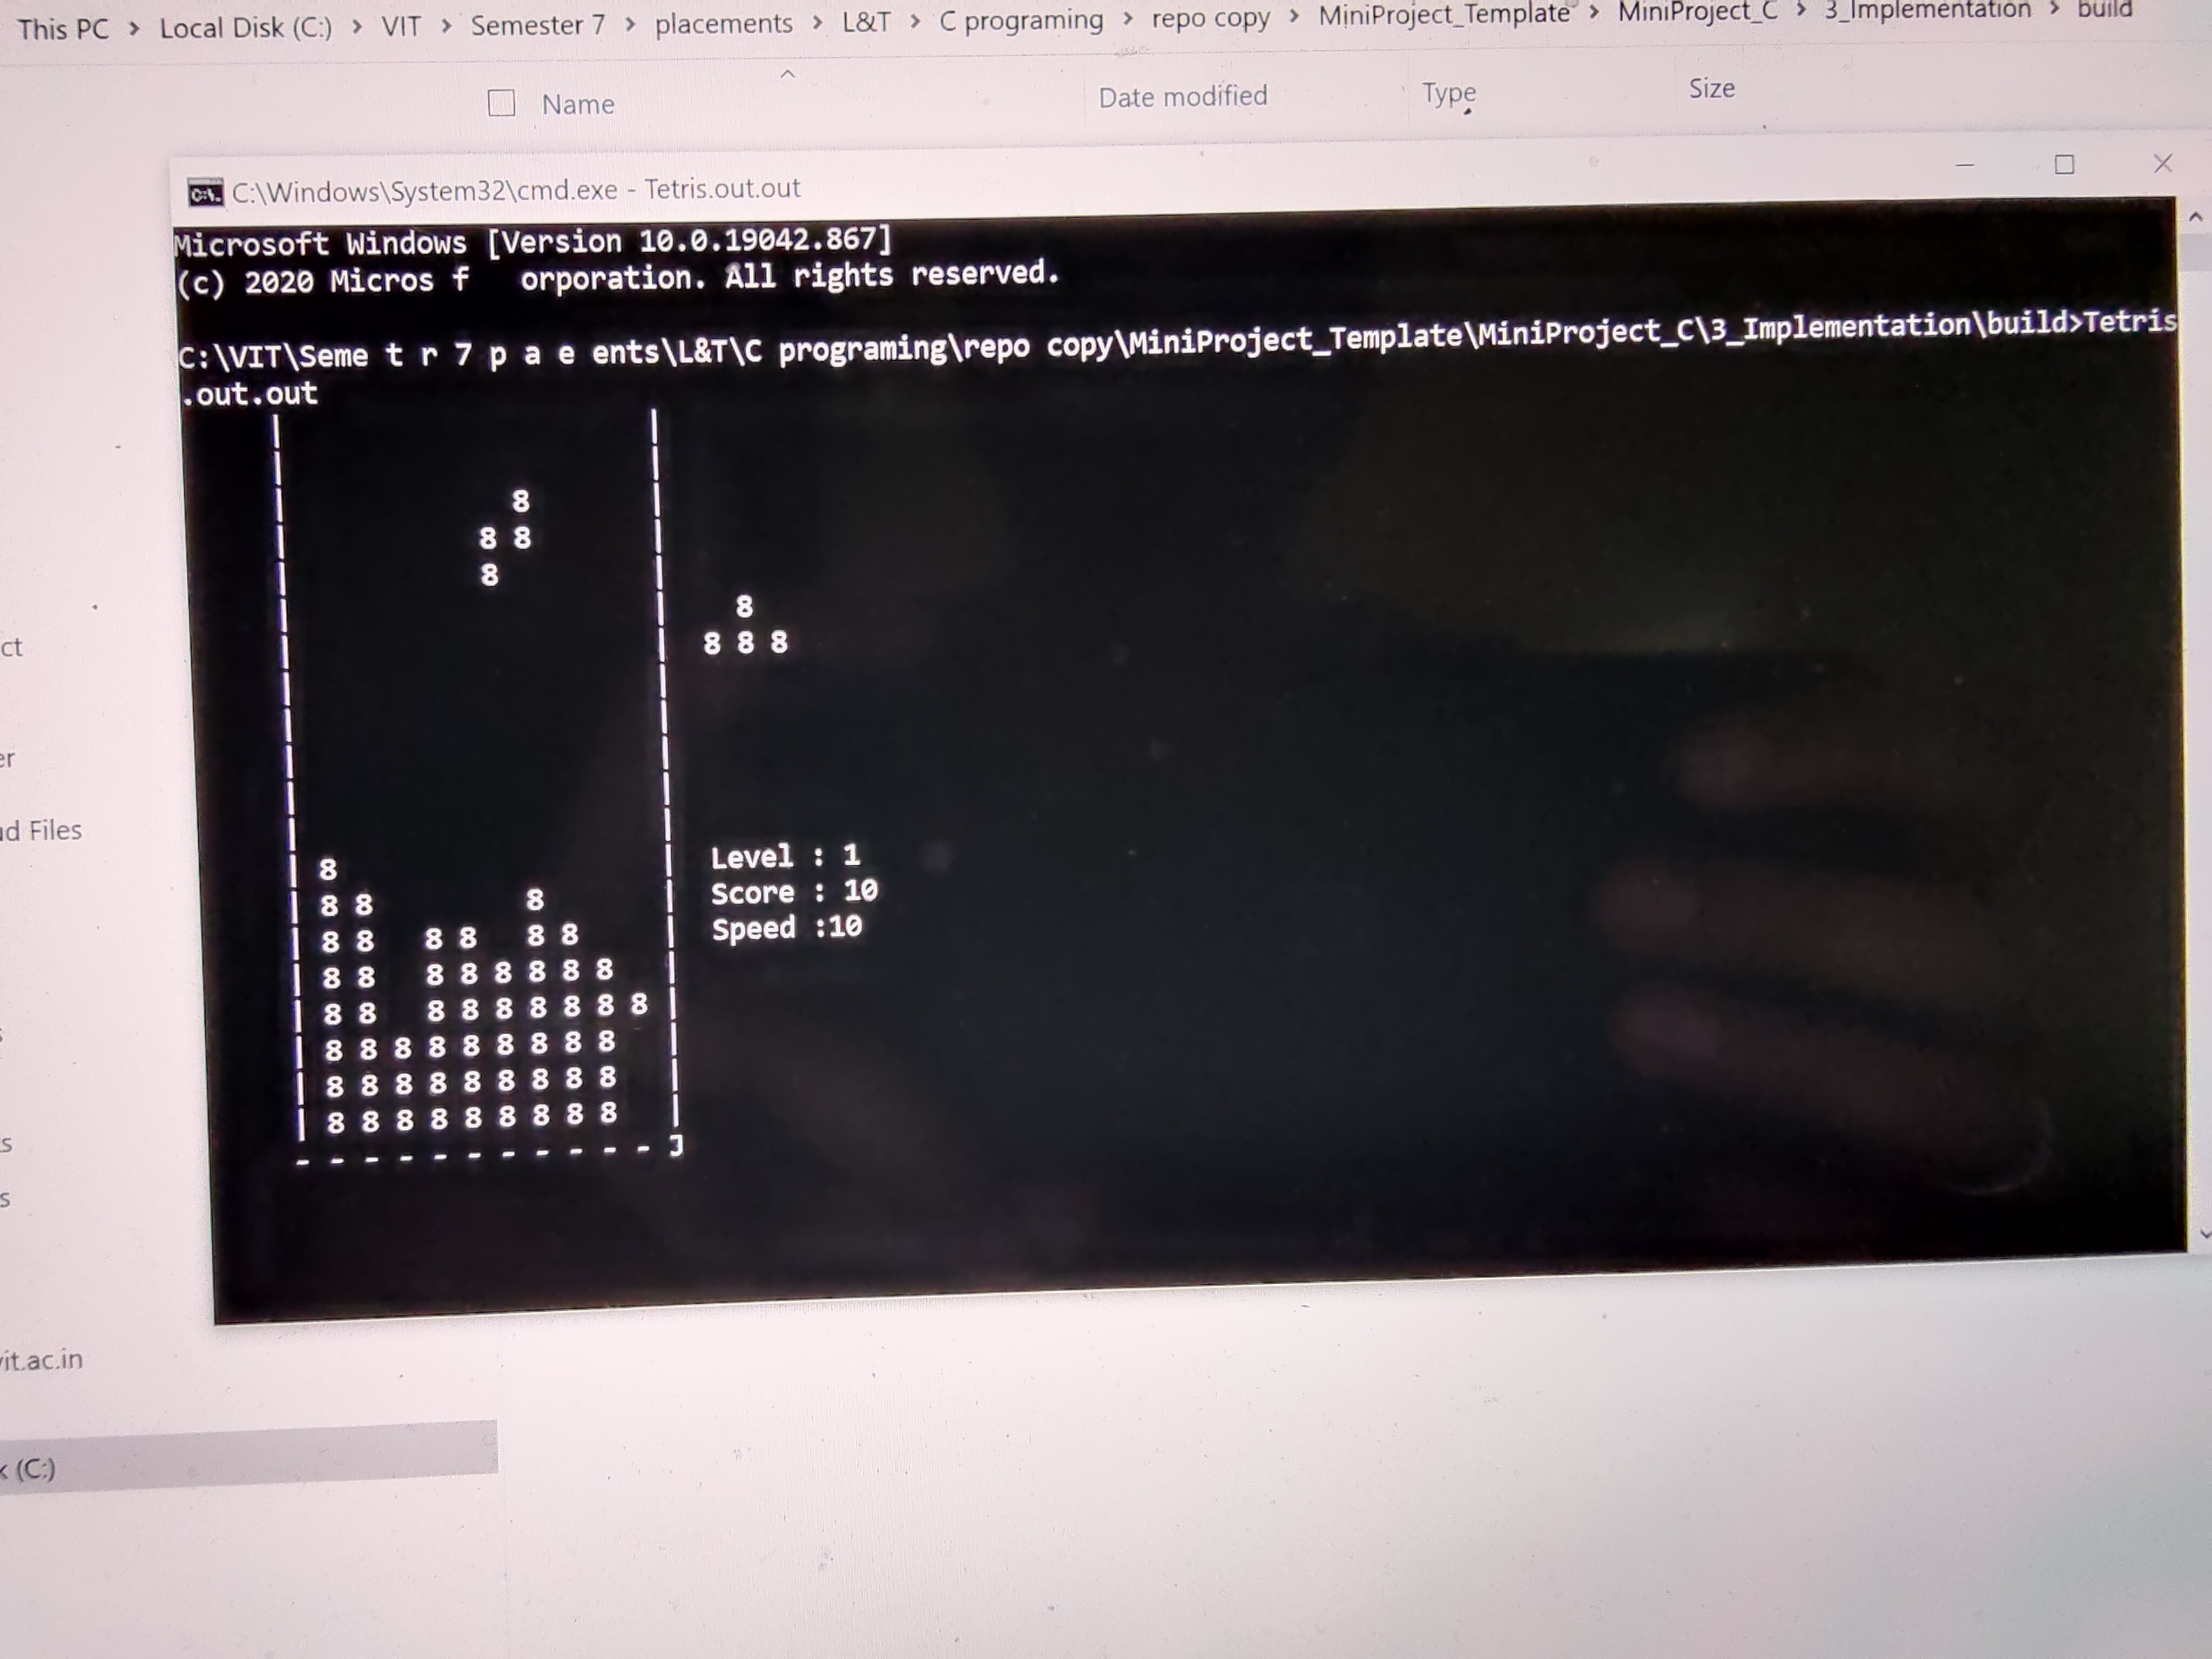 This PC > Local Disk (C:) > VIT > Semester 7 > placements > L&T > C programing > repo copy > MiniProject_Template > MiniProject_C > 3_Implementation > build
Name Date modified Type Size
C:\Windows\System32\cmd.exe - Tetris.out.out
Microsoft Windows [Version 10.0.19042.867]
(c) 2020 Micros f   orporation. All rights reserved.
C:\VIT\Seme t r 7 p a e ents\L&T\C programing\repo copy\MiniProject_Template\MiniProject_C\3_Implementation\build>Tetris
.out.out
8
8 8
8
8
8 8 8
ct
er
d Files
Level : 1
Score : 10
Speed :10
8
8 8 8
8 8 8 8 8 8
8 8 8 8 8 8 8 8
8 8 8 8 8 8 8 8 8
8 8 8 8 8 8 8 8 8
8 8 8 8 8 8 8 8 8
8 8 8 8 8 8 8 8 8
- - - - - - - - - - - J
s
s
vit.ac.in
k (C:)